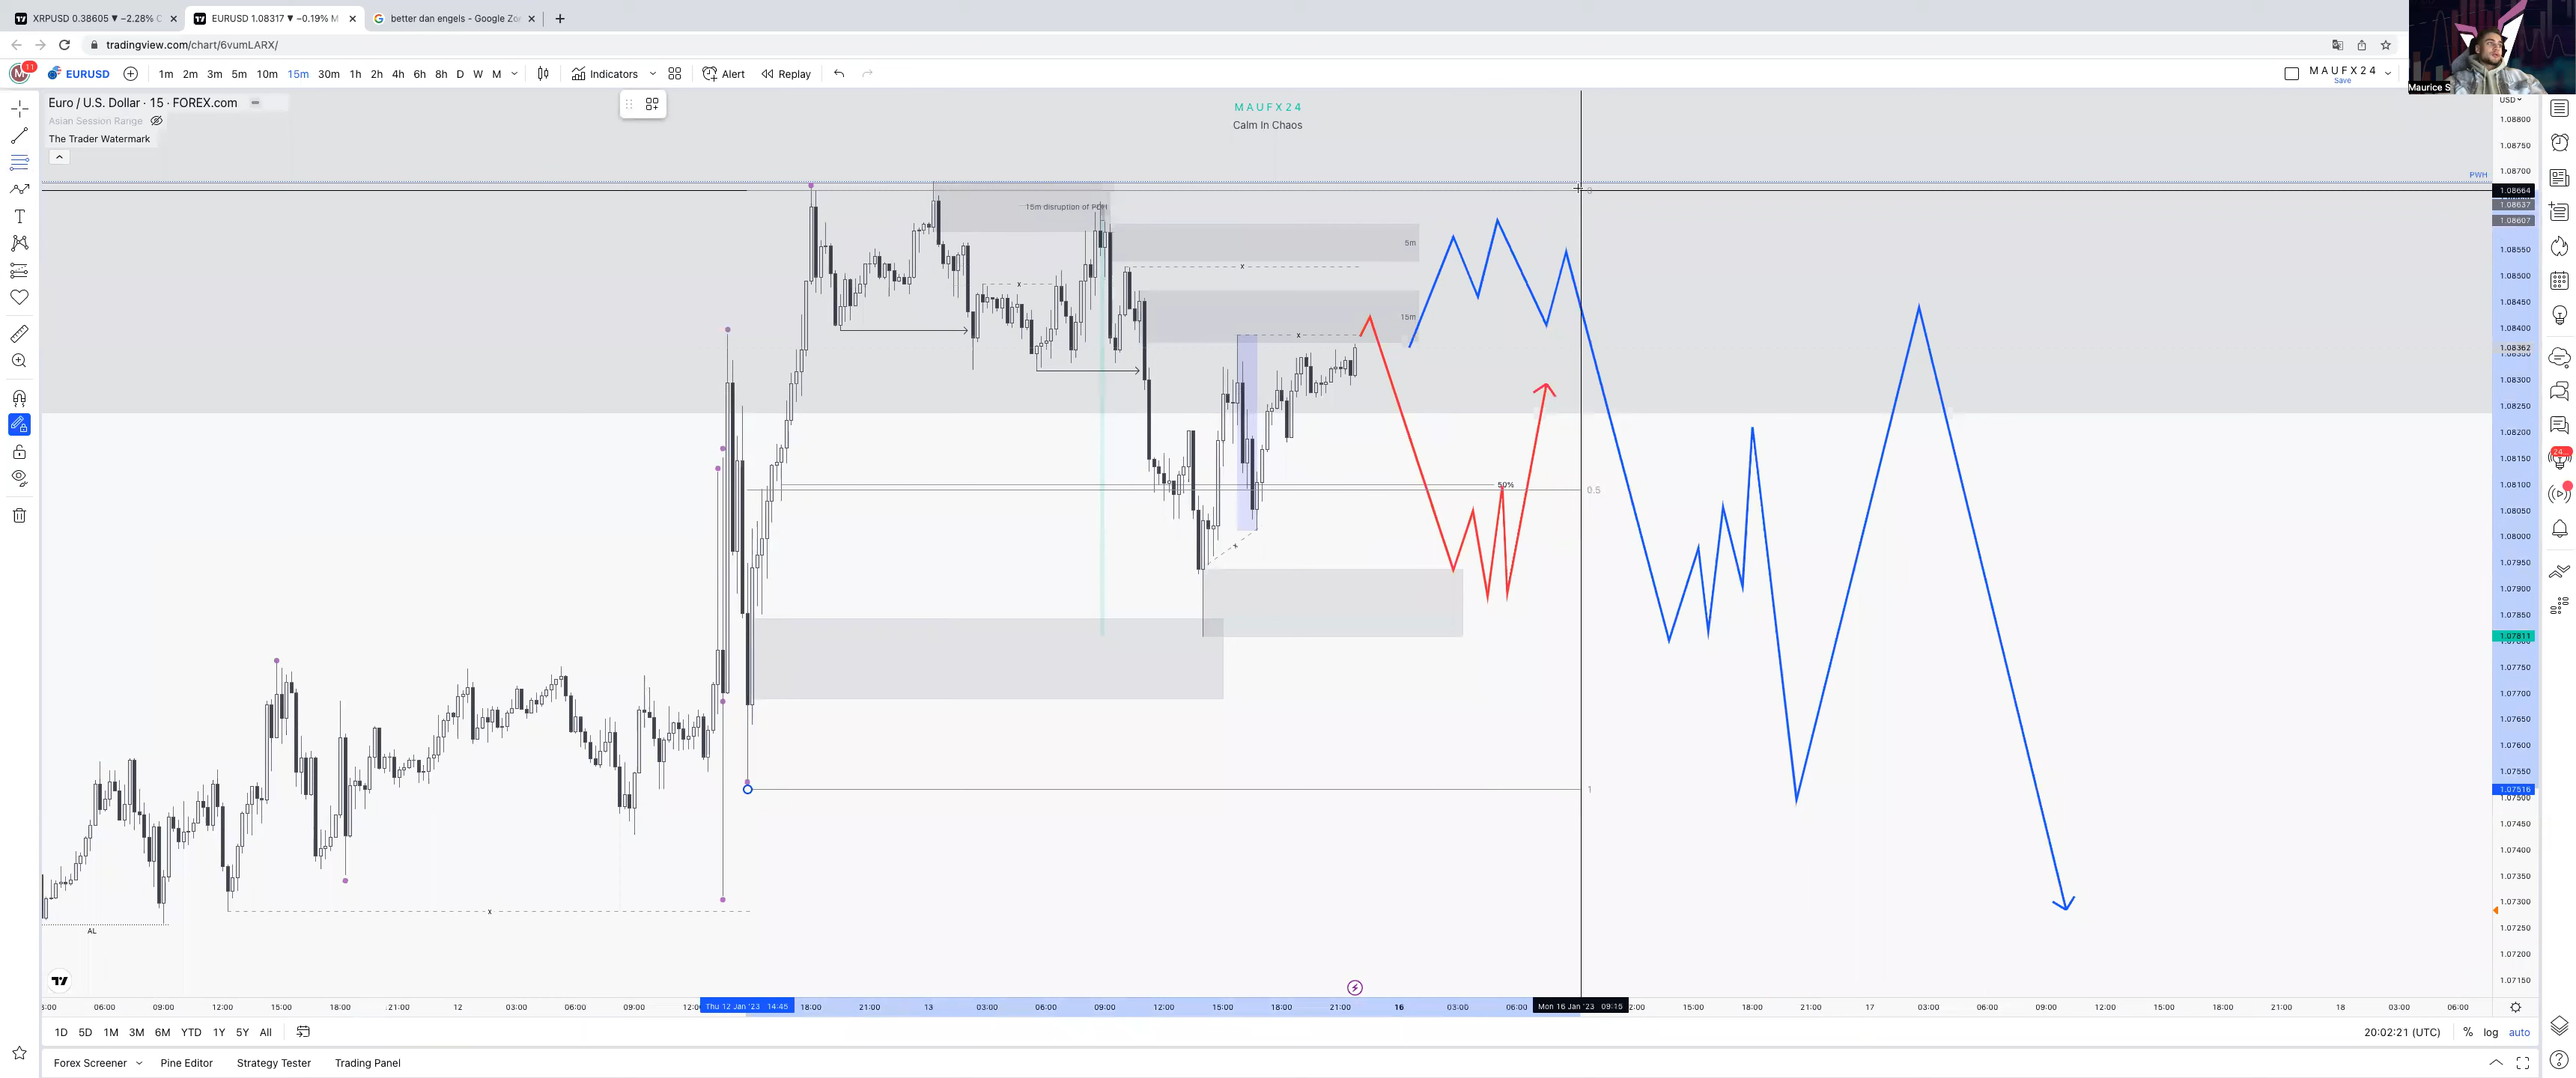 XRPUSD 0.38605 ▼ −2.28% C
EURUSD 1.08317 ▼ −0.19% M
better dan engels - Google Zo
tradingview.com/chart/6vumLARX/
M 11 EURUSD 1m 2m 3m 5m 10m 15m 30m 1h 2h 4h 6h 8h D W M Indicators Alert Replay
MAUFX24
Save
Maurice S
Euro / U.S. Dollar · 15 · FOREX.com
Asian Session Range
The Trader Watermark
MAUFX24
Calm In Chaos
USD
1.08800
1.08750
1.08700
PWH
1.08664
1.08637
1.08607
1.08550
1.08500
1.08450
1.08400
1.08362
1.08300
1.08250
1.08200
1.08150
1.08100
1.08050
1.08000
1.07950
1.07900
1.07850
1.07811
1.07750
1.07700
1.07650
1.07600
1.07550
1.07516
1.07500
1.07450
1.07400
1.07350
1.07300
1.07250
1.07200
1.07150
0
15m disruption of PDH
5m
x
x
15m
x
50%
0.5
x
1
x
AL
24...
06:00 09:00 12:00 15:00 18:00 21:00 12 03:00 06:00 09:00 Thu 12 Jan '23 14:45 18:00 21:00 13 03:00 06:00 09:00 12:00 15:00 18:00 21:00 16 03:00 06:00 Mon 16 Jan '23 09:15 15:00 18:00 21:00 17 03:00 06:00 09:00 12:00 15:00 18:00 21:00 18 03:00 06:00
1D 5D 1M 3M 6M YTD 1Y 5Y All
20:02:21 (UTC) % log auto
Forex Screener Pine Editor Strategy Tester Trading Panel